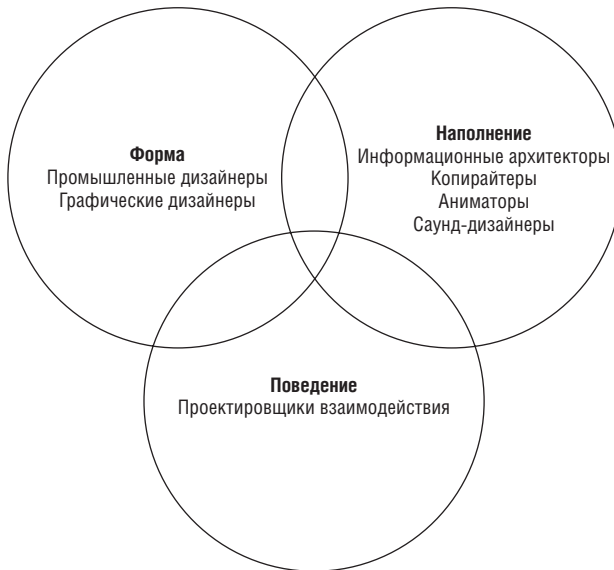 Форма
Промышленные дизайнеры
Графические дизайнеры
Наполнение
Информационные архитекторы
Копирайтеры
Аниматоры
Саунд-дизайнеры
Поведение
Проектировщики взаимодействия